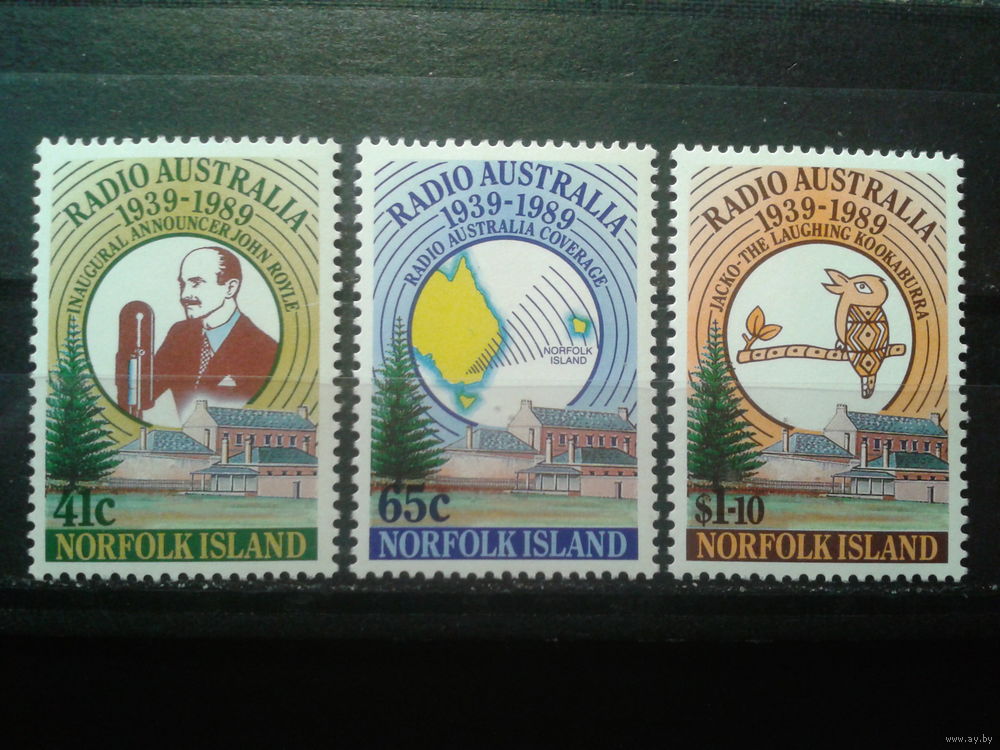 RADIO AUSTRALIA
1939-1989
INAUGURAL ANNOUNCER JOHN ROYLE
41c
NORFOLK ISLAND
RADIO AUSTRALIA
1939-1989
RADIO AUSTRALIA COVERAGE
NORFOLK
ISLAND
65c
NORFOLK ISLAND
RADIO AUSTRALIA
1939-1989
JACKO-THE LAUGHING KOOKABURRA
$1-10
NORFOLK ISLAND
www.ay.by